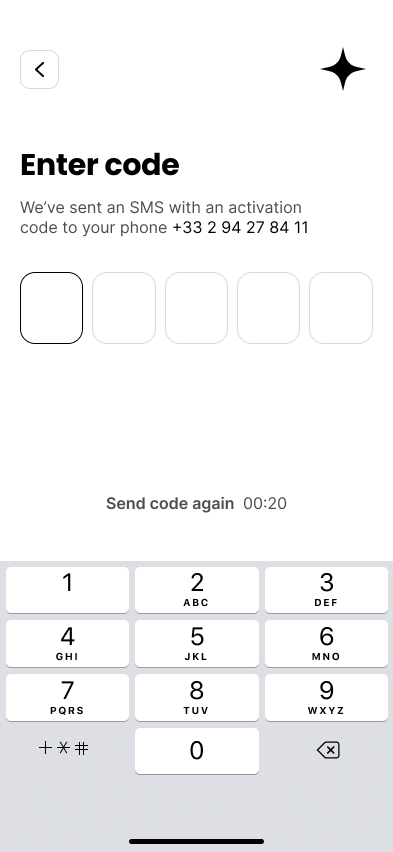 Enter code
We’ve sent an SMS with an activation
code to your phone +33 2 94 27 84 11
Send code again 00:20
1
2
ABC
3
DEF
4
GHI
5
JKL
6
MNO
7
PQRS
8
TUV
9
WXYZ
+*#
0